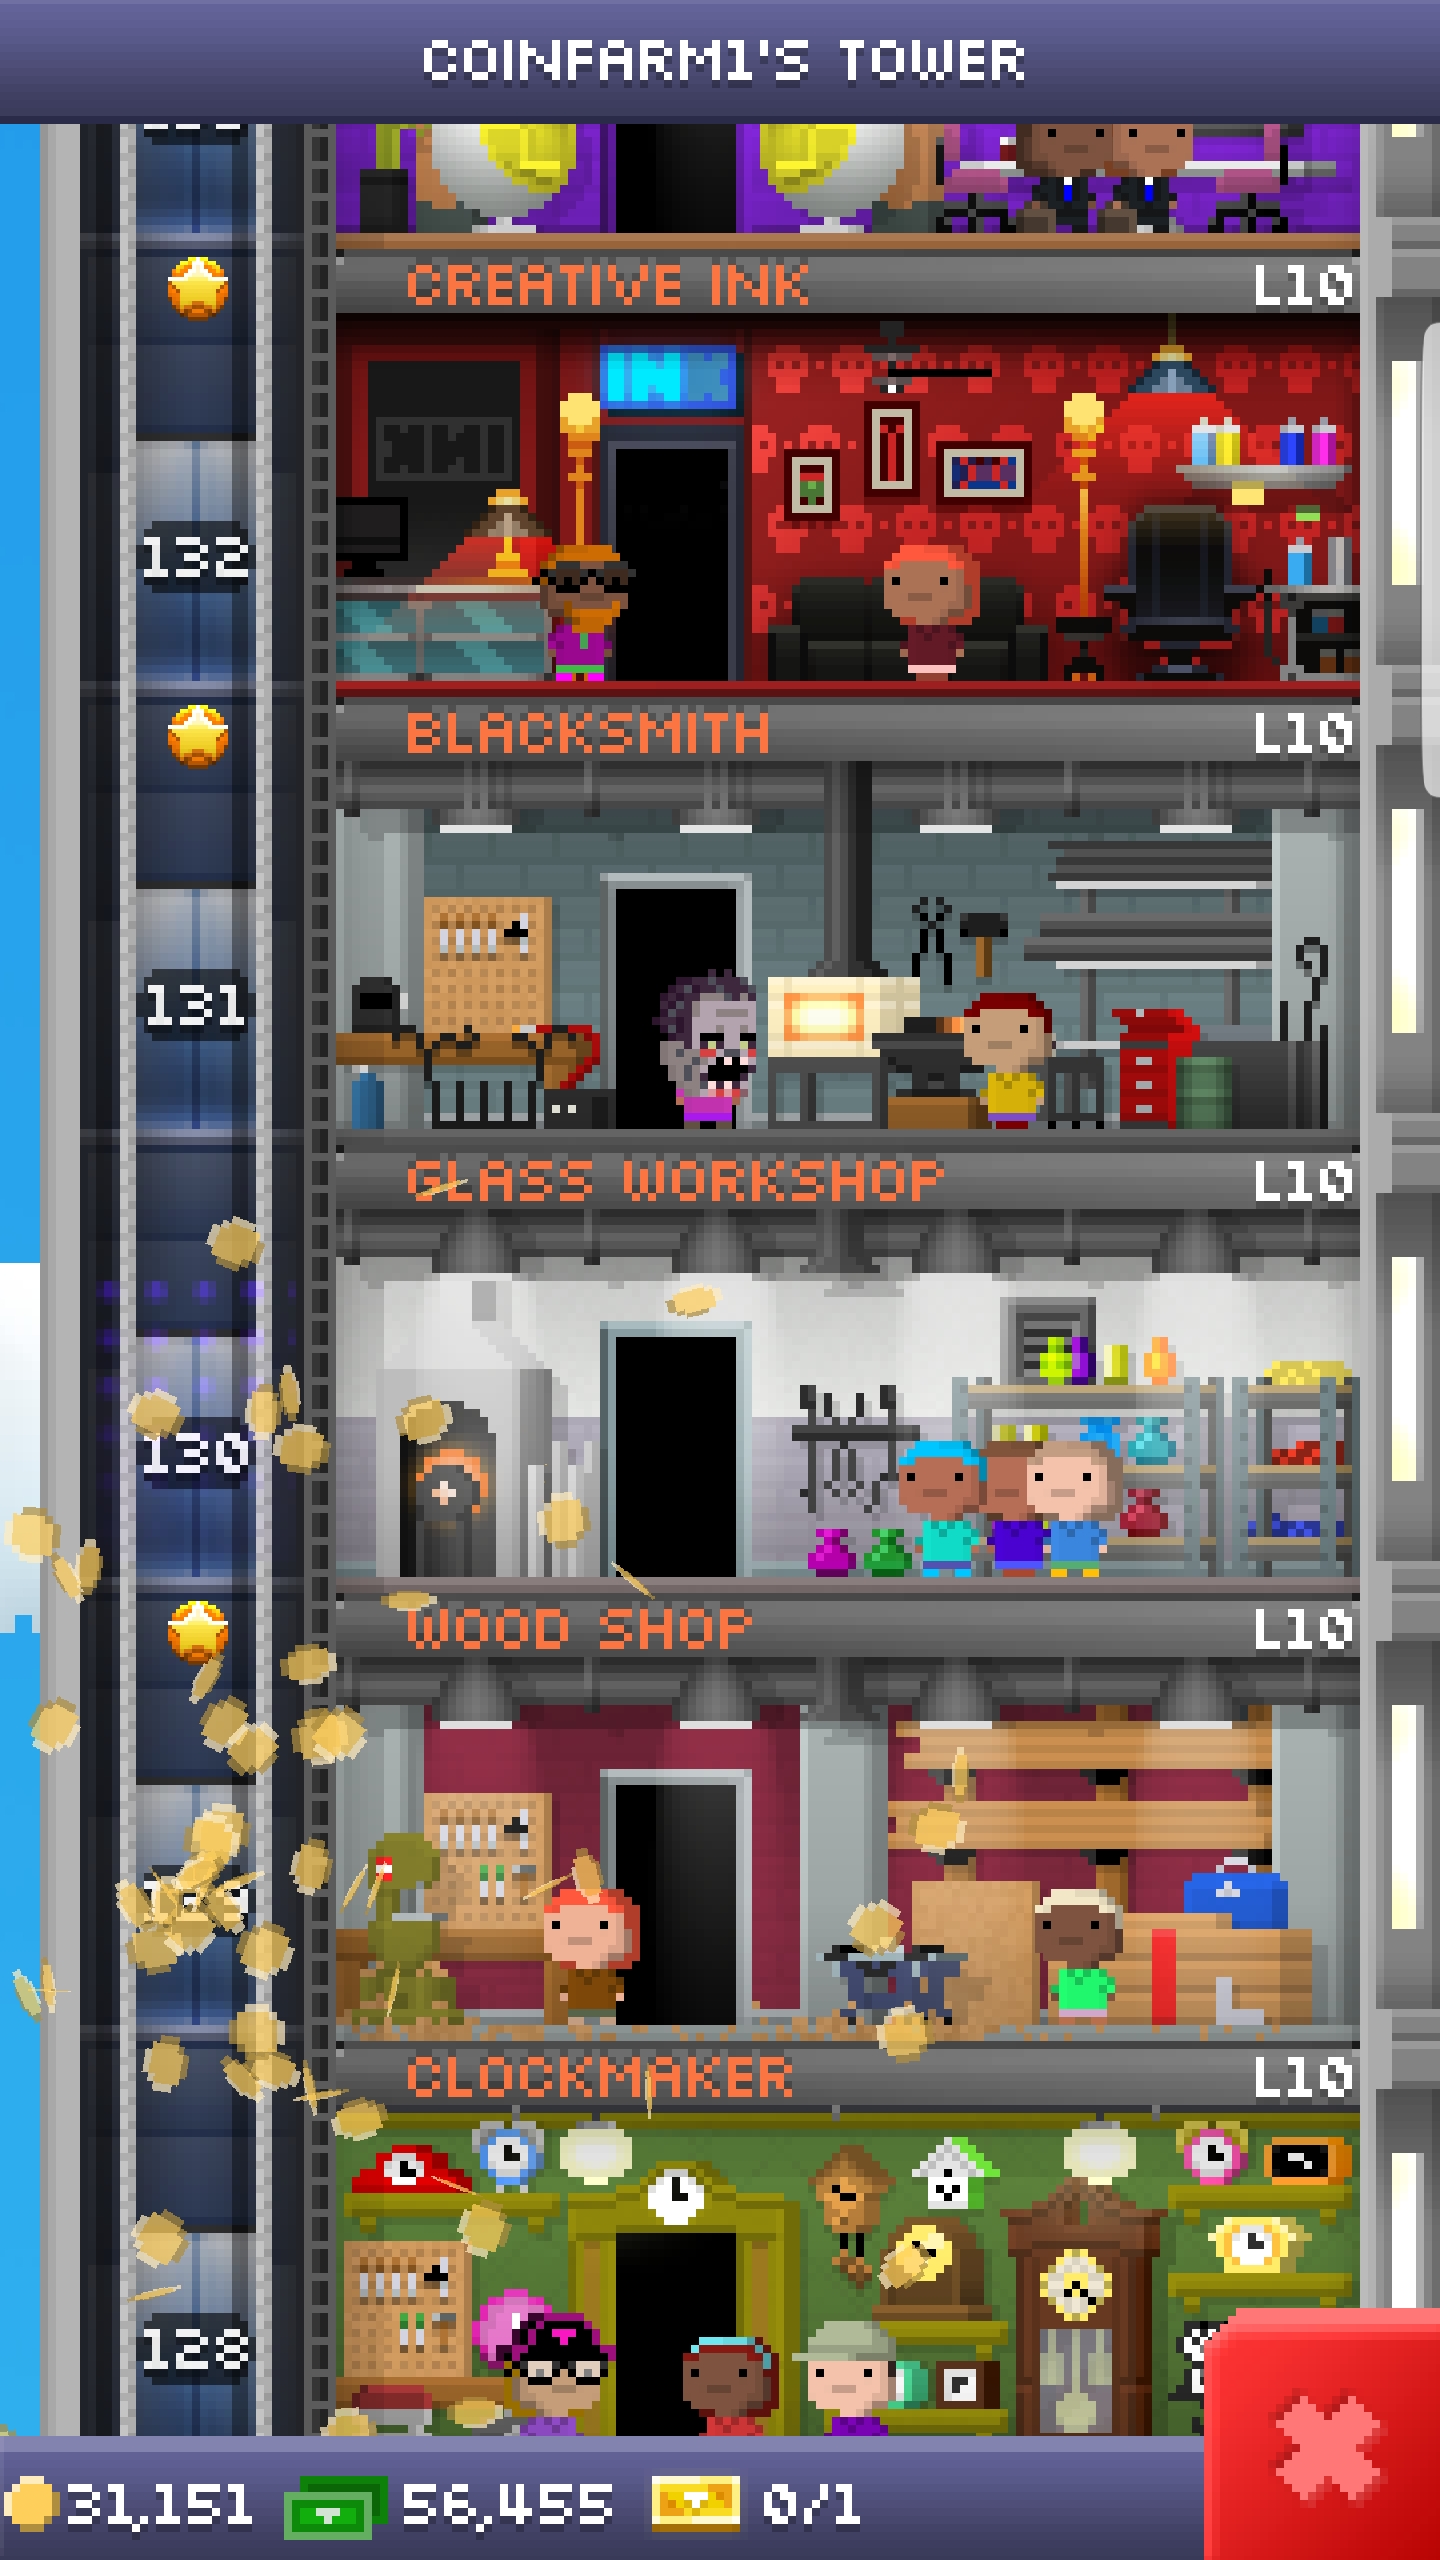 COINFARM1'S TOWER
CREATIVE INK L10
INK
132
BLACKSMITH L10
131
GLASS WORKSHOP L10
130
WOOD SHOP L10
CLOCKMAKER L10
128
31,151 56,455 0/1